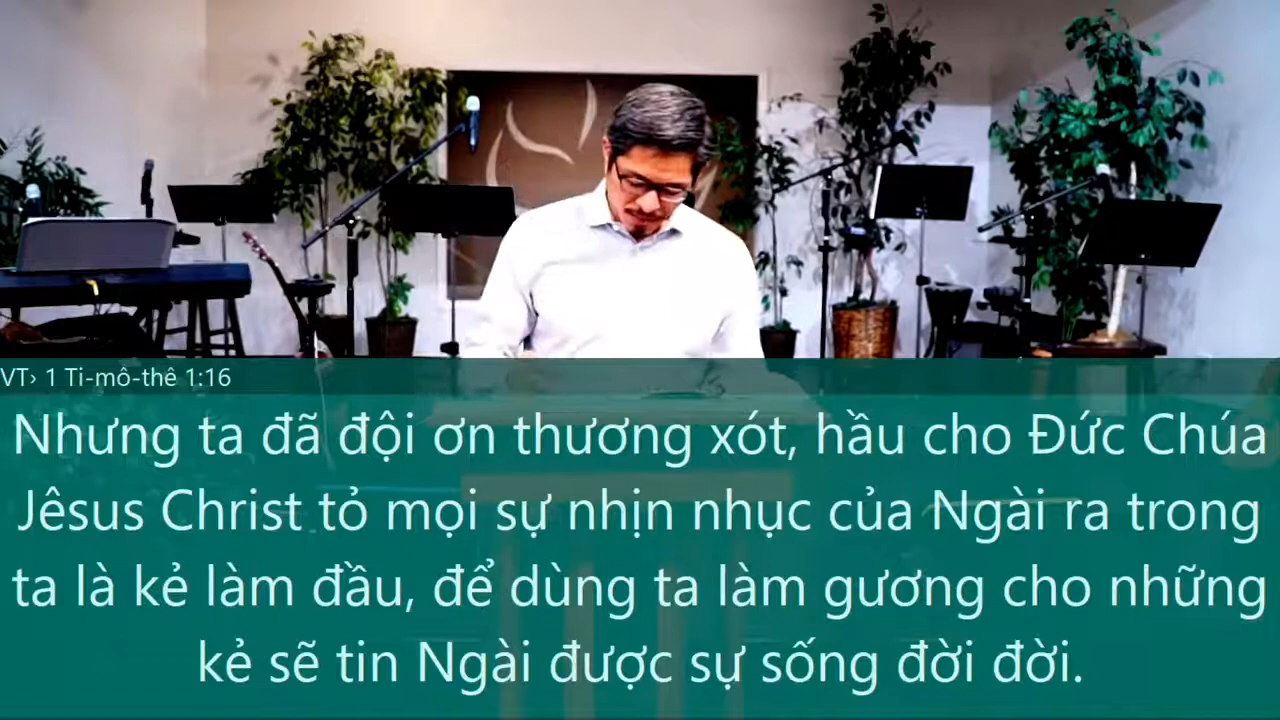 VT› 1 Ti-mô-thê 1:16
Nhưng ta đã đội ơn thương xót, hầu cho Đức Chúa
Jêsus Christ tỏ mọi sự nhịn nhục của Ngài ra trong
ta là kẻ làm đầu, để dùng ta làm gương cho những
kẻ sẽ tin Ngài được sự sống đời đời.